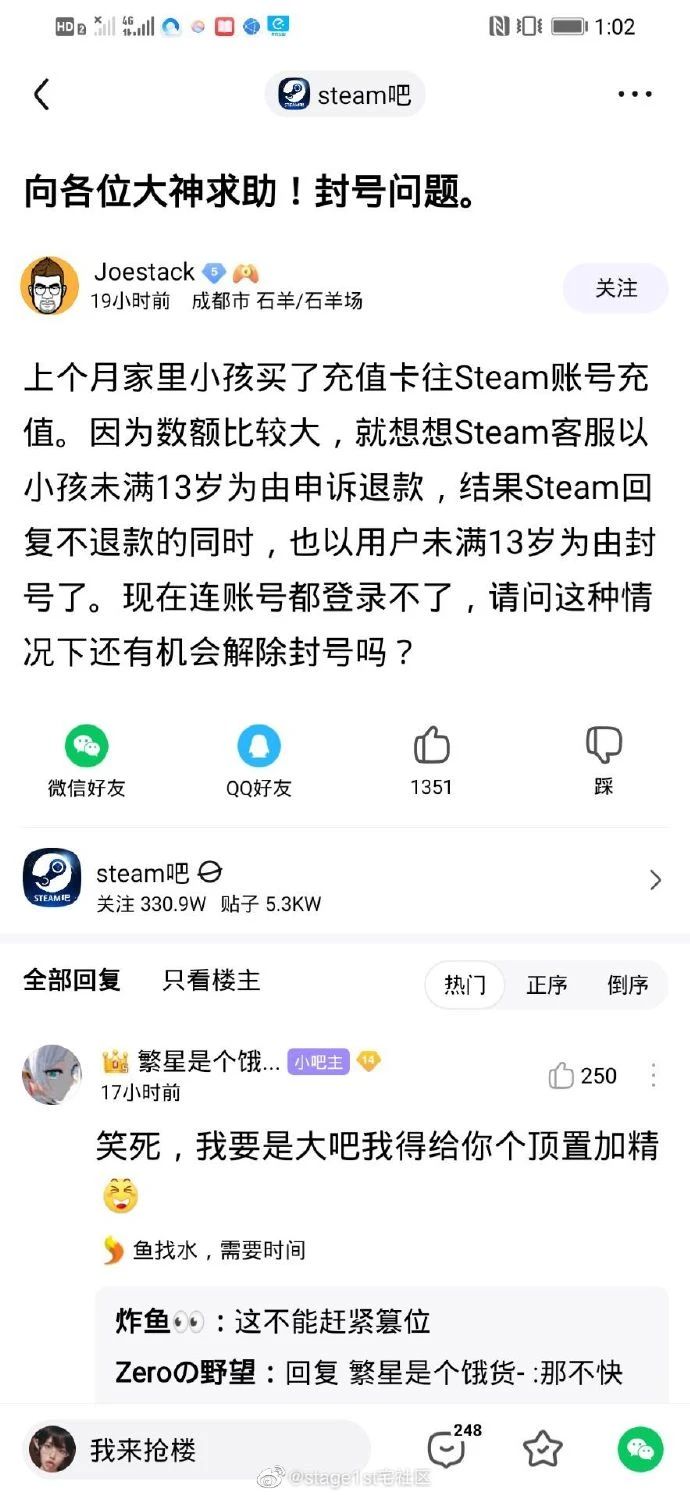 HD 2 4G 1:02
steam吧
向各位大神求助！封号问题。
Joestack 5
19小时前 成都市 石羊/石羊场
关注
上个月家里小孩买了充值卡往Steam账号充
值。因为数额比较大，就想想Steam客服以
小孩未满13岁为由申诉退款，结果Steam回
复不退款的同时，也以用户未满13岁为由封
号了。现在连账号都登录不了，请问这种情
况下还有机会解除封号吗？
微信好友 QQ好友 1351 踩
steam吧
STEAM吧
关注 330.9W 贴子 5.3KW
全部回复 只看楼主 热门 正序 倒序
繁星是个饿... 小吧主 14
250
17小时前
笑死，我要是大吧我得给你个顶置加精
鱼找水，需要时间
炸鱼👀：这不能赶紧篡位
Zeroの野望：回复 繁星是个饿货- :那不快
我来抢楼 248
@stage1st宅社区